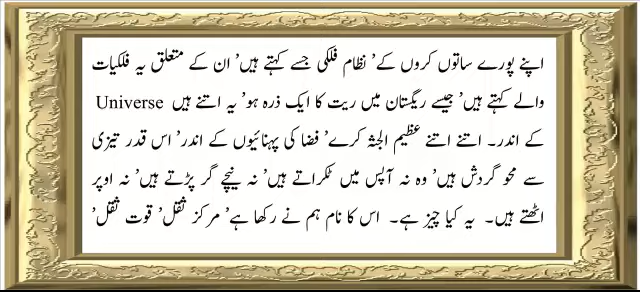 اپنے پورے ساتوں کروں کے’ نظام فلکی جسے کہتے ہیں’ ان کے متعلق یہ فلکیات
والے کہتے ہیں’ جیسے ریگستان میں ریت کا ایک ذرہ ہو’ یہ اتنے ہیں Universe
کے اندر۔ اتنے اتنے عظیم الجثہ کرے’ فضا کی پہنائیوں کے اندر’ اس قدر تیزی
سے محو گردش ہیں’ وہ نہ آپس میں ٹکراتے ہیں’ نہ نیچے گر پڑتے ہیں’ نہ اوپر
اٹھتے ہیں۔ یہ کیا چیز ہے۔ اس کا نام ہم نے رکھا ہے’ مرکز ثقل’ قوت ثقل’